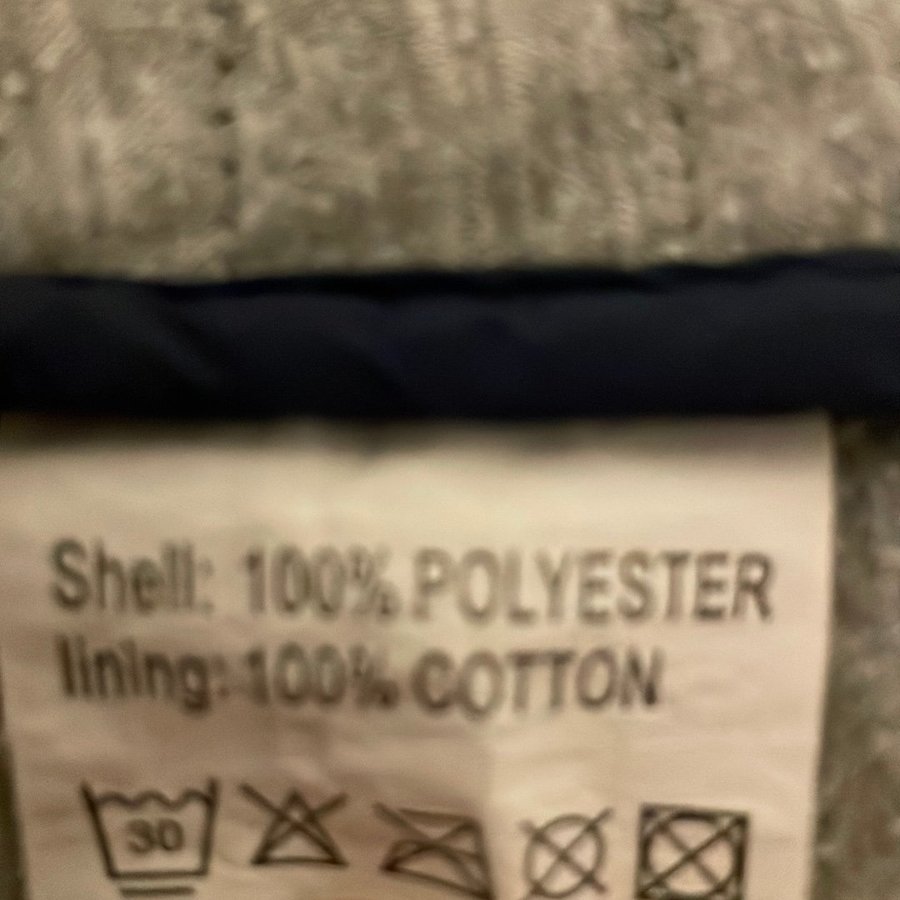 Shell: 100% POLYESTER
lining: 100% COTTON
30